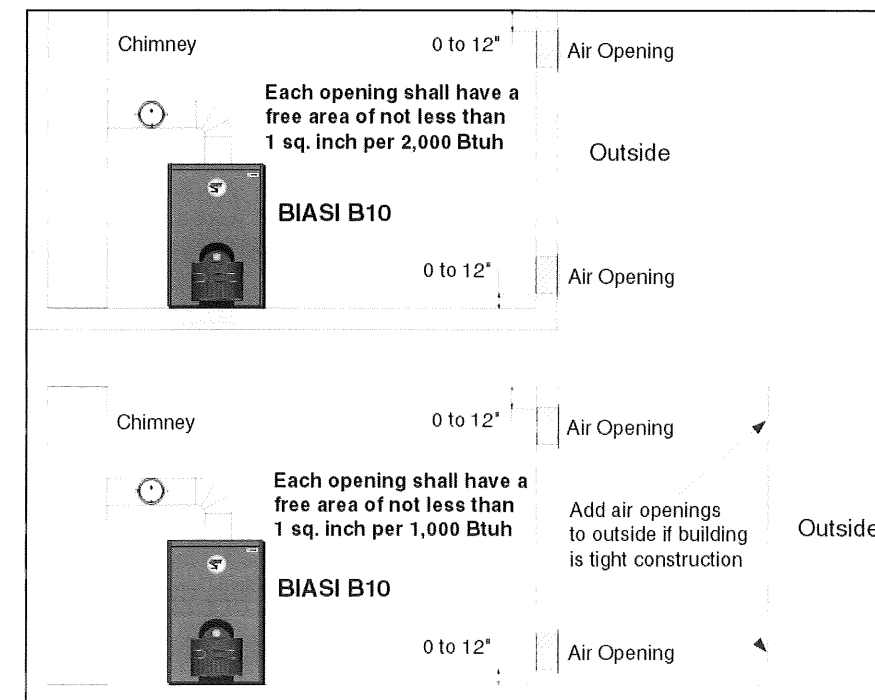 Chimney
0 to 12"
Air Opening
Each opening shall have a
free area of not less than
1 sq. inch per 2,000 Btuh
Outside
BIASI B10
0 to 12"
Air Opening
Chimney
0 to 12"
Air Opening
Each opening shall have a
free area of not less than
1 sq. inch per 1,000 Btuh
Add air openings
to outside if building
is tight construction
Outside
BIASI B10
0 to 12"
Air Opening